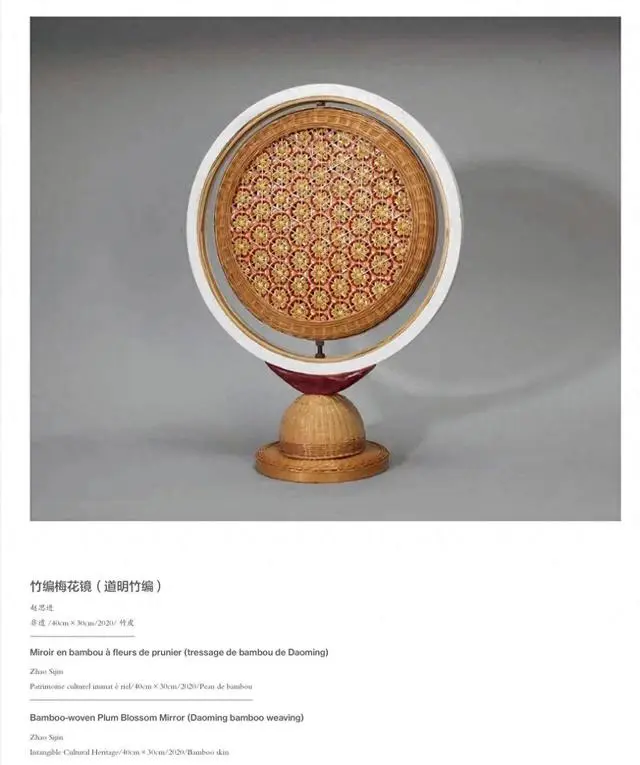 竹编梅花镜（道明竹编）
赵思进
非遗 /40cm×30cm/2020/ 竹皮
Miroir en bambou à fleurs de prunier (tressage de bambou de Daoming)
Zhao Sijin
Patrimoine culturel immat é riel/40cm×30cm/2020/Peau de bambou
Bamboo-woven Plum Blossom Mirror (Daoming bamboo weaving)
Zhao Sijin
Intangible Cultural Heritage/40cm×30cm/2020/Bamboo skin